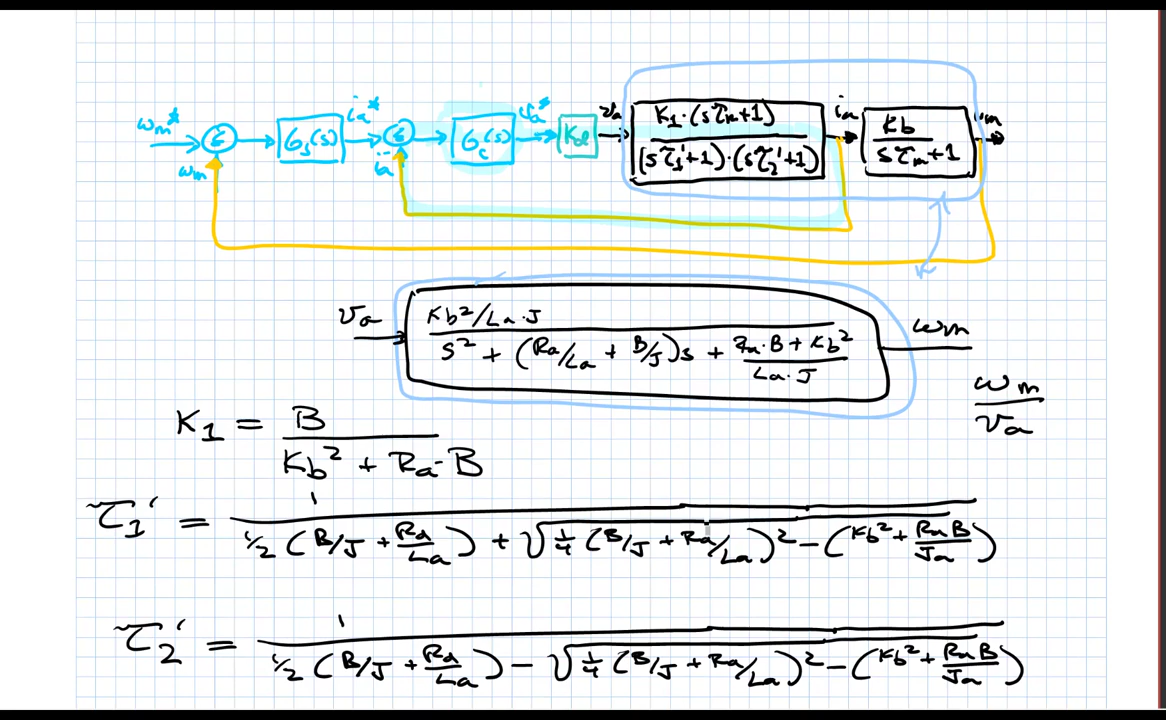 ωm* Σ Gs(s) ia* Σ Gc(s) va* va K1·(sτm+1) ia Kb ωm
(sτ1'+1)·(sτ2'+1) sτm+1
ωm ia
va Kb²/La·J ωm
s² + (Ra/La + B/J)s + Ra·B + Kb²
La·J
ωm
va
K1 = B
Kb² + Ra·B
τ1' = 1
1/2 (B/J + Ra/La) + √1/4 (B/J + Ra/La)² − (Kb² + RaB/Ja)
τ2' = 1
1/2 (B/J + Ra/La) − √1/4 (B/J + Ra/La)² − (Kb² + RaB/Ja)